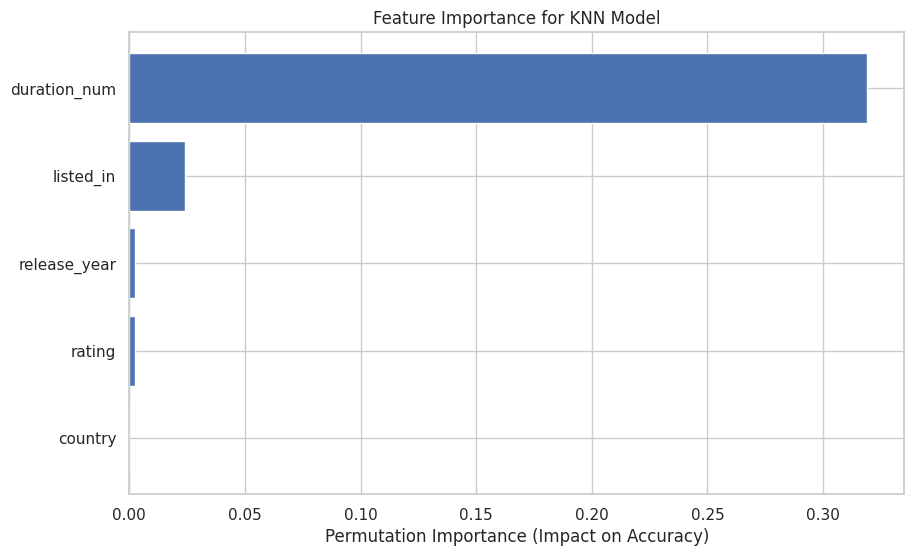 Feature Importance for KNN Model
duration_num
listed_in
release_year
rating
country
0.00 0.05 0.10 0.15 0.20 0.25 0.30
Permutation Importance (Impact on Accuracy)